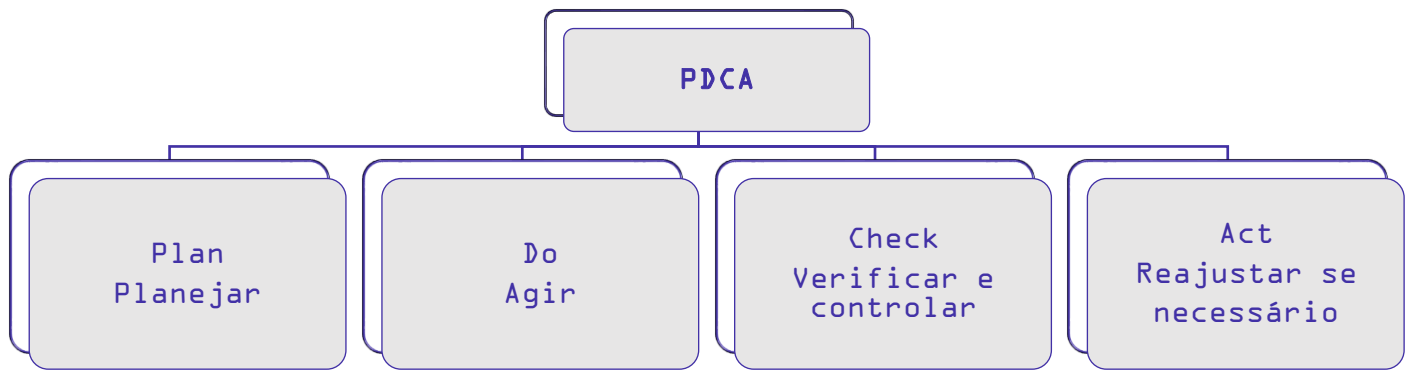 PDCA
Plan
Planejar
Do
Agir
Check
Verificar e
controlar
Act
Reajustar se
necessário